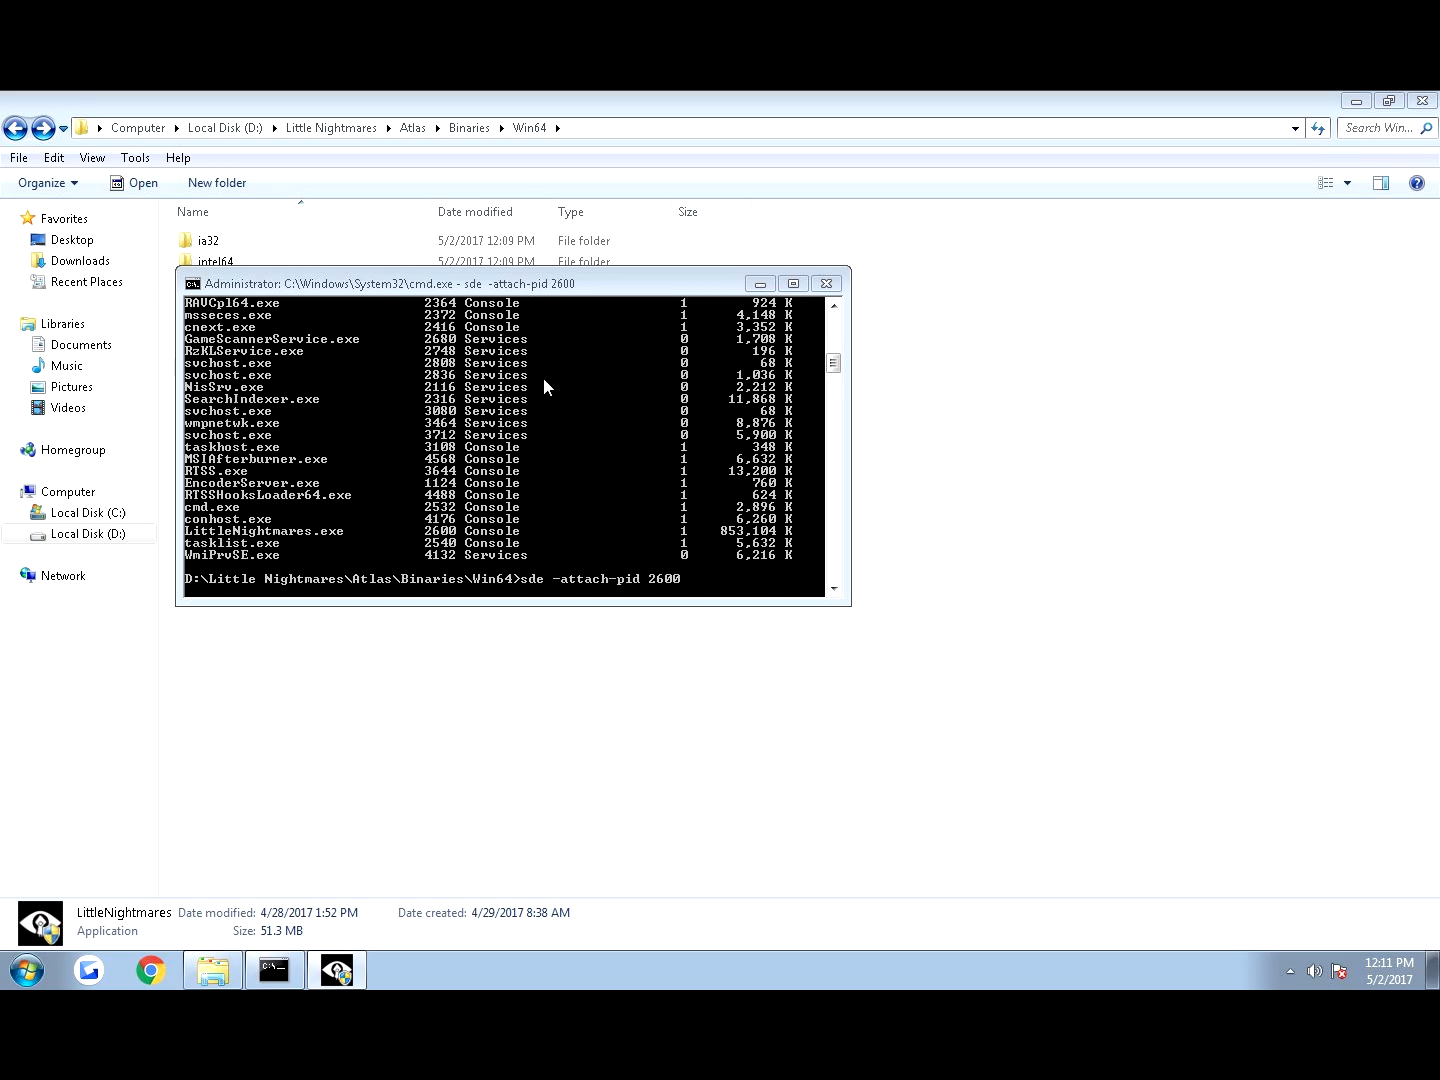 Computer Local Disk (D:) Little Nightmares Atlas Binaries Win64
Search Win...
File Edit View Tools Help
Organize Open New folder
Name Date modified Type Size
ia32 5/2/2017 12:09 PM File folder
intel64 5/2/2017 12:09 PM File folder
Favorites
Desktop
Downloads
Recent Places
Libraries
Documents
Music
Pictures
Videos
Homegroup
Computer
Local Disk (C:)
Local Disk (D:)
Network
Administrator: C:\Windows\System32\cmd.exe - sde -attach-pid 2600
RAVCpl64.exe 2364 Console 1 924 K
msseces.exe 2372 Console 1 4,148 K
cnext.exe 2416 Console 1 3,352 K
GameScannerService.exe 2680 Services 0 1,708 K
RzKLService.exe 2748 Services 0 196 K
svchost.exe 2808 Services 0 68 K
svchost.exe 2836 Services 0 1,036 K
NisSrv.exe 2116 Services 0 2,212 K
SearchIndexer.exe 2316 Services 0 11,868 K
svchost.exe 3080 Services 0 68 K
wmpnetwk.exe 3464 Services 0 8,876 K
svchost.exe 3712 Services 0 5,900 K
taskhost.exe 3108 Console 1 348 K
MSIAfterburner.exe 4568 Console 1 6,632 K
RTSS.exe 3644 Console 1 13,200 K
EncoderServer.exe 1124 Console 1 760 K
RTSSHooksLoader64.exe 4488 Console 1 624 K
cmd.exe 2532 Console 1 2,896 K
conhost.exe 4176 Console 1 6,260 K
LittleNightmares.exe 2600 Console 1 853,104 K
tasklist.exe 2540 Console 1 5,632 K
WmiPrvSE.exe 4132 Services 0 6,216 K
D:\Little Nightmares\Atlas\Binaries\Win64>sde -attach-pid 2600
LittleNightmares Date modified: 4/28/2017 1:52 PM Date created: 4/29/2017 8:38 AM
Application Size: 51.3 MB
12:11 PM
5/2/2017